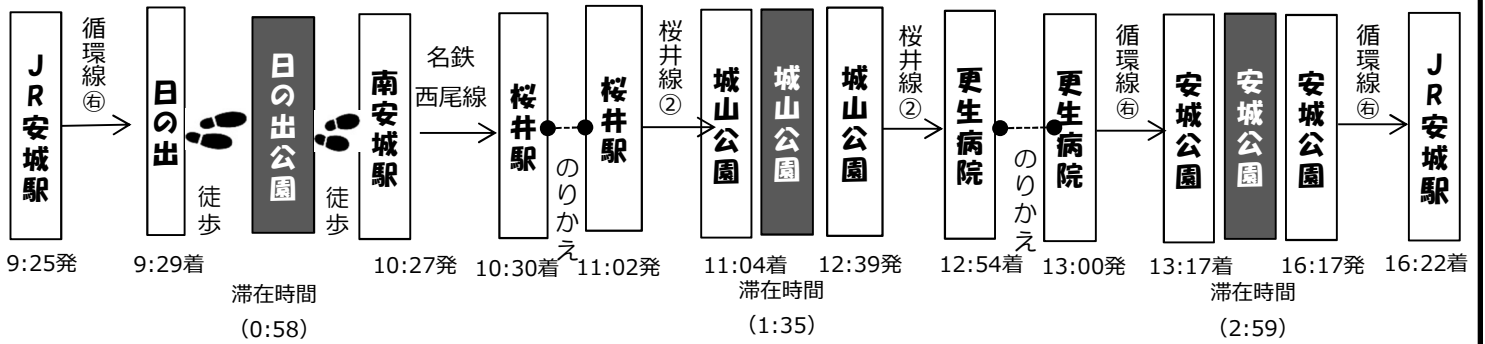 JR安城駅
循環線㊨
日の出
徒歩
日の出公園
徒歩
南安城駅
名鉄
西尾線
桜井駅
のりかえ
桜井駅
桜井線②
城山公園
城山公園
城山公園
桜井線②
更生病院
のりかえ
更生病院
循環線㊨
安城公園
安城公園
安城公園
循環線㊨
JR安城駅
9:25発
9:29着
10:27発
10:30着
11:02発
11:04着
12:39発
12:54着
13:00発
13:17着
16:17発
16:22着
滞在時間
(0:58)
滞在時間
(1:35)
滞在時間
(2:59)